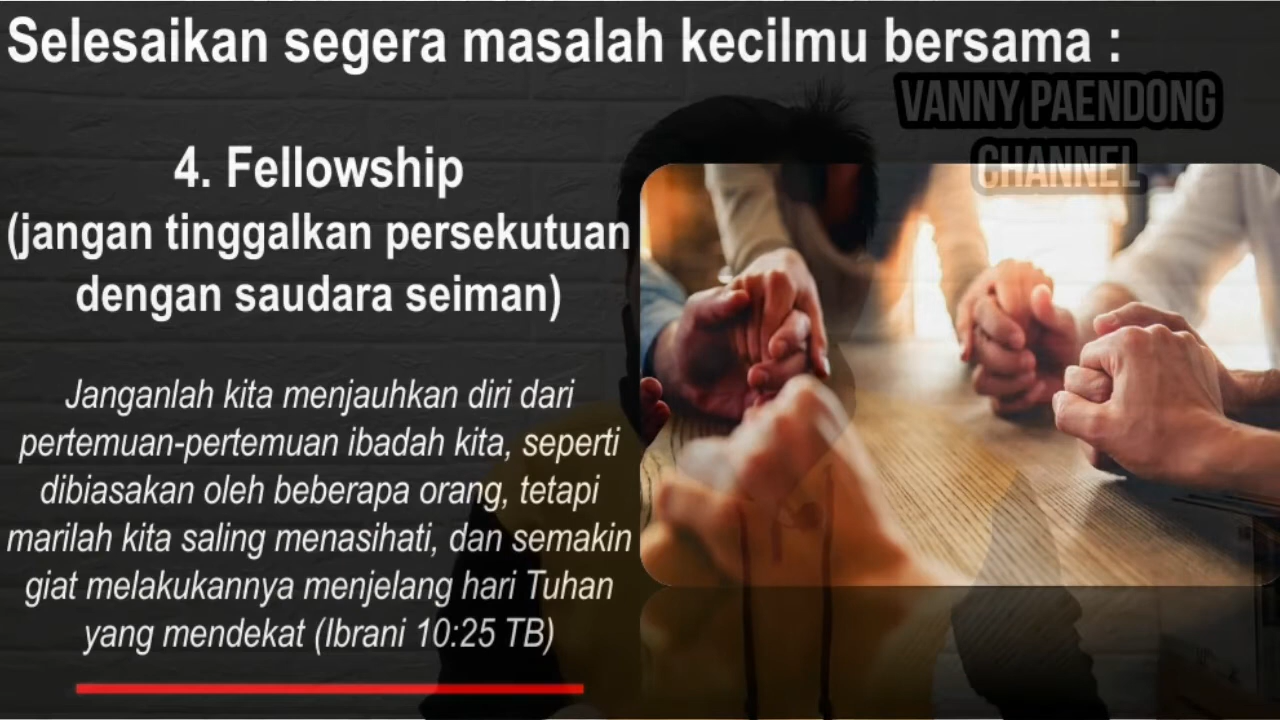 Selesaikan segera masalah kecilmu bersama :
VANNY PAENDONG
CHANNEL
4. Fellowship
(jangan tinggalkan persekutuan
dengan saudara seiman)
Janganlah kita menjauhkan diri dari
pertemuan-pertemuan ibadah kita, seperti
dibiasakan oleh beberapa orang, tetapi
marilah kita saling menasihati, dan semakin
giat melakukannya menjelang hari Tuhan
yang mendekat (Ibrani 10:25 TB)